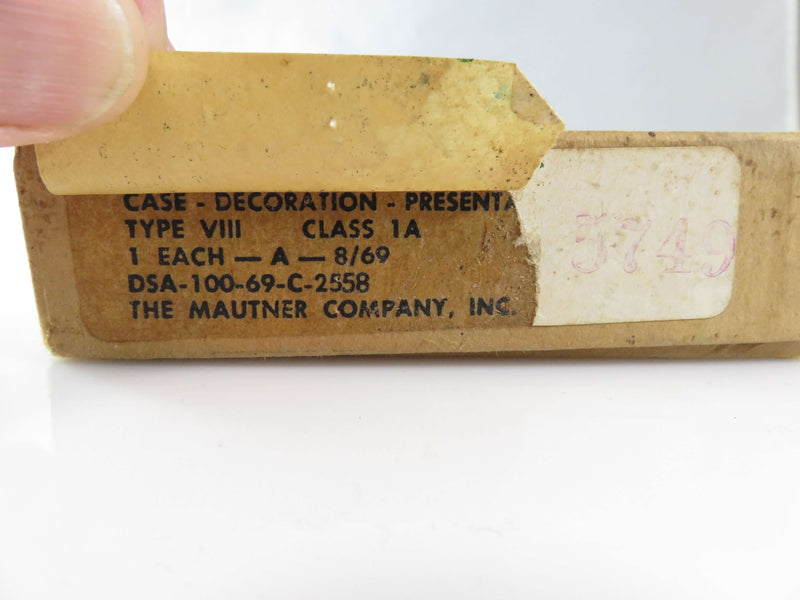 CASE - DECORATION - PRESENTA
TYPE VIII CLASS 1A
1 EACH — A — 8/69
DSA-100-69-C-2558
THE MAUTNER COMPANY, INC.
5749